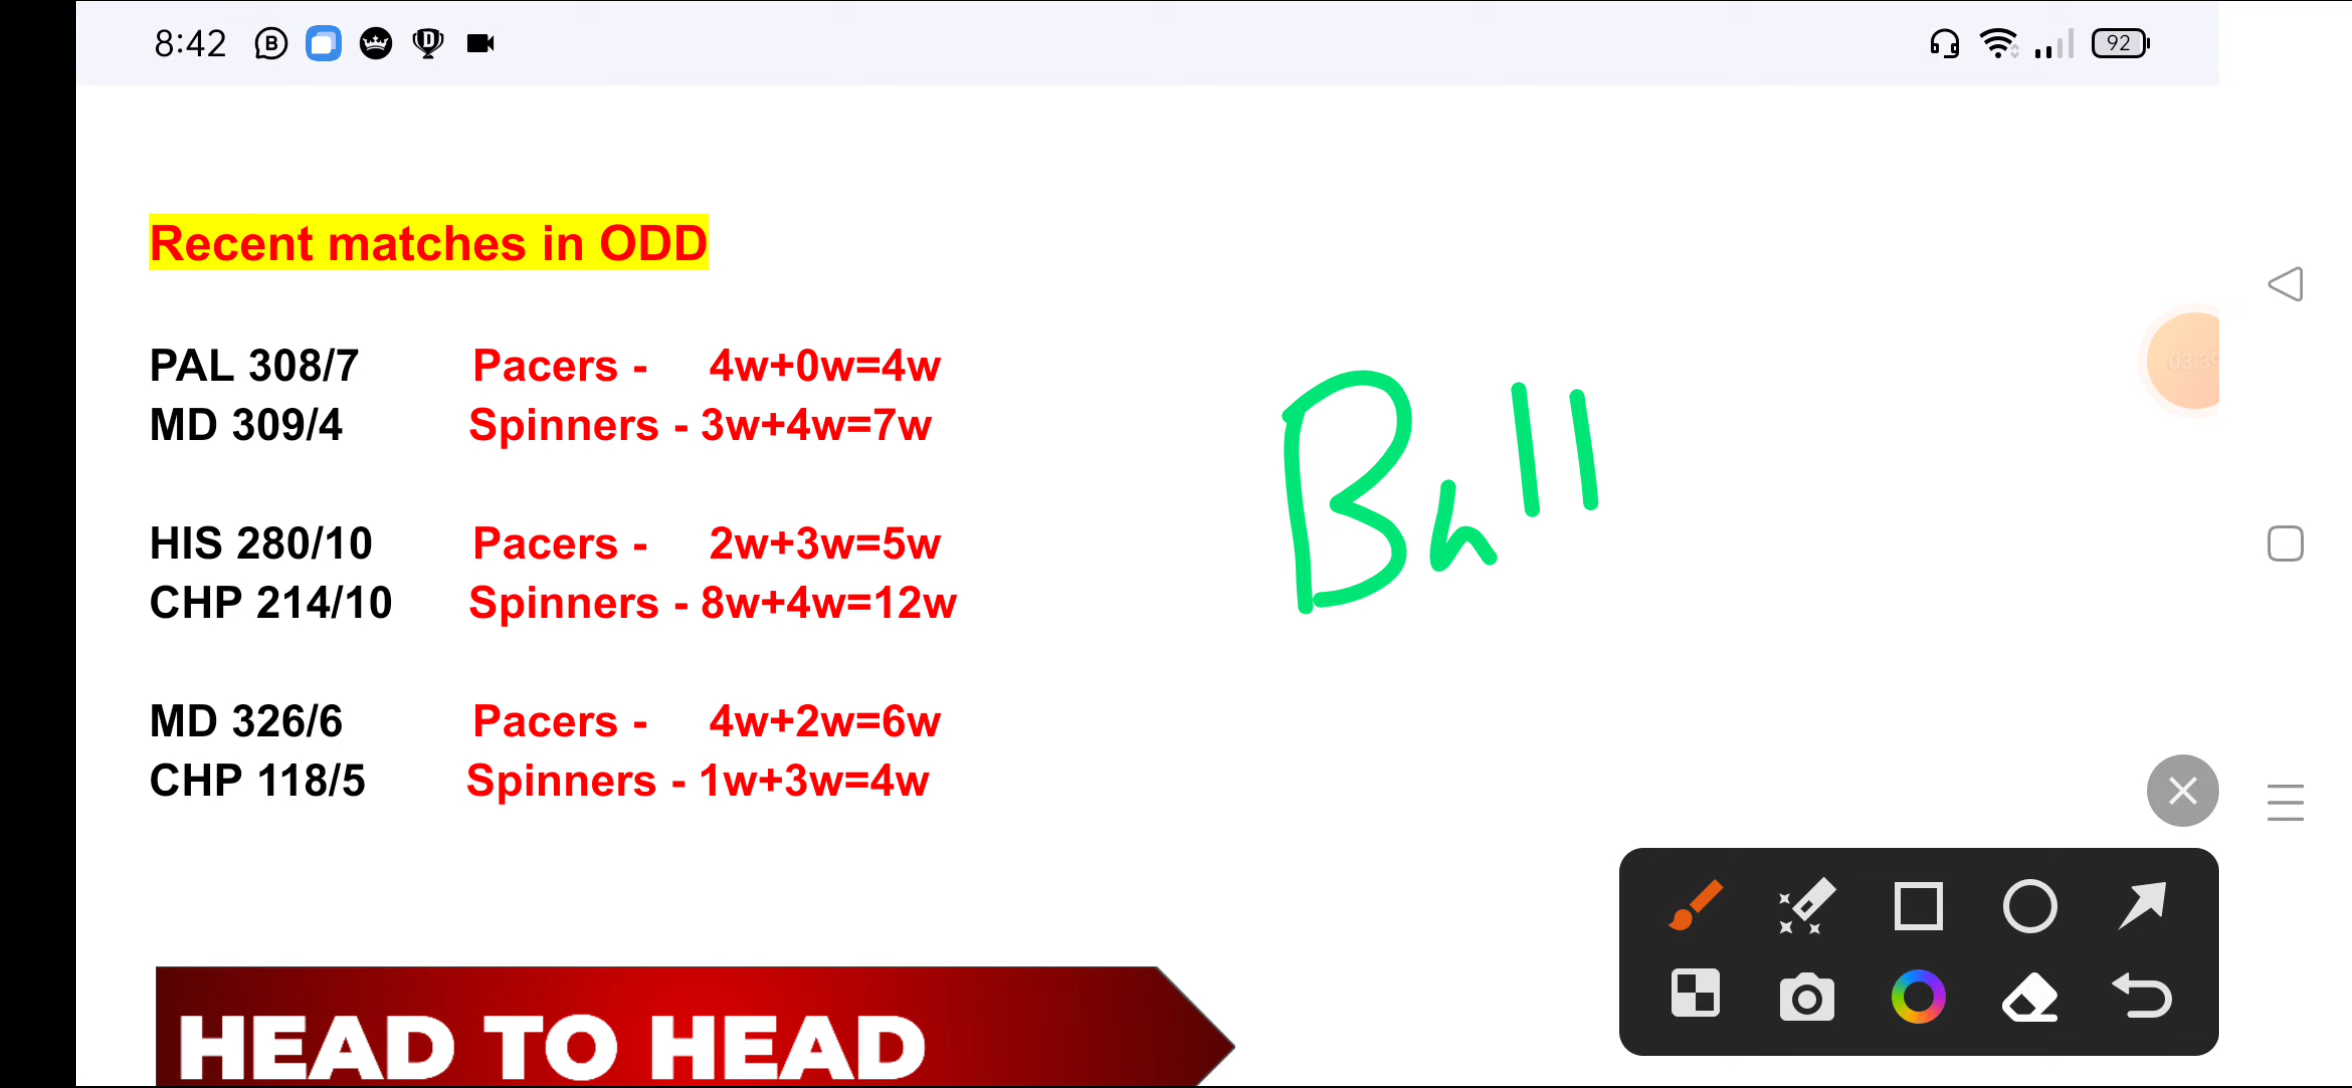 8:42
92
Recent matches in ODD
PAL 308/7 Pacers - 4w+0w=4w
MD 309/4 Spinners - 3w+4w=7w
HIS 280/10 Pacers - 2w+3w=5w
CHP 214/10 Spinners - 8w+4w=12w
MD 326/6 Pacers - 4w+2w=6w
CHP 118/5 Spinners - 1w+3w=4w
Ball
HEAD TO HEAD